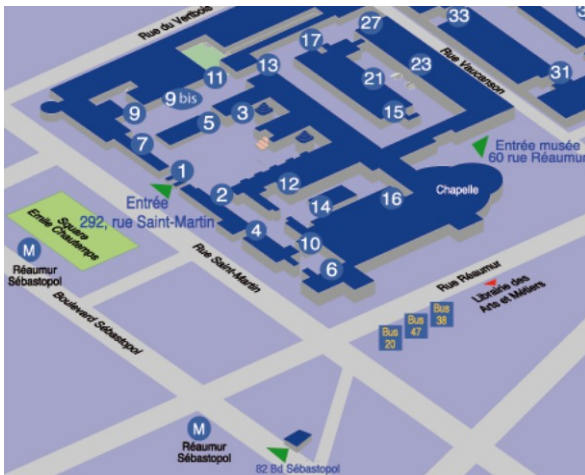 Rue du Vertbois
27
33
17
Rue Vaucanson
13
11
21
23
31
9 bis
9
15
3
5
7
Entrée musée
60 rue Réaumur
1
2
12
16
Chapelle
Entrée
292, rue Saint-Martin
14
4
10
6
Square
Emile Chautemps
M
Réaumur
Sébastopol
Rue Saint-Martin
Rue Réaumur
Librairie des
Arts et Métiers
Bus
38
Bus
47
Bus
20
Boulevard Sébastopol
M
Réaumur
Sébastopol
82 Bd Sébastopol